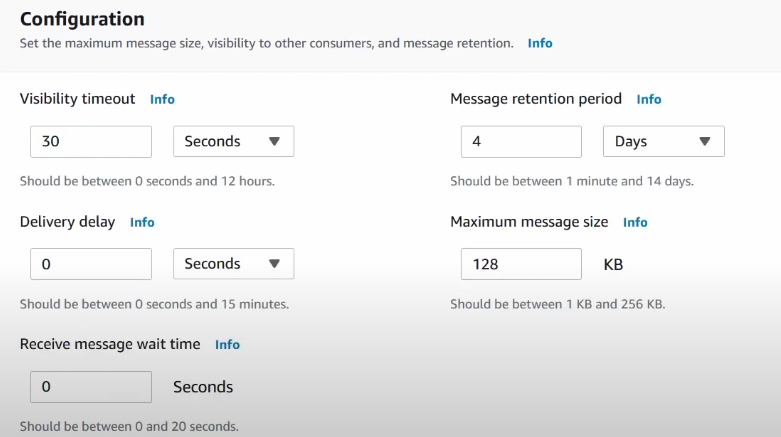 Configuration
Set the maximum message size, visibility to other consumers, and message retention. Info
Visibility timeout Info
30 Seconds
Should be between 0 seconds and 12 hours.
Message retention period Info
4 Days
Should be between 1 minute and 14 days.
Delivery delay Info
0 Seconds
Should be between 0 seconds and 15 minutes.
Maximum message size Info
128 KB
Should be between 1 KB and 256 KB.
Receive message wait time Info
0 Seconds
Should be between 0 and 20 seconds.